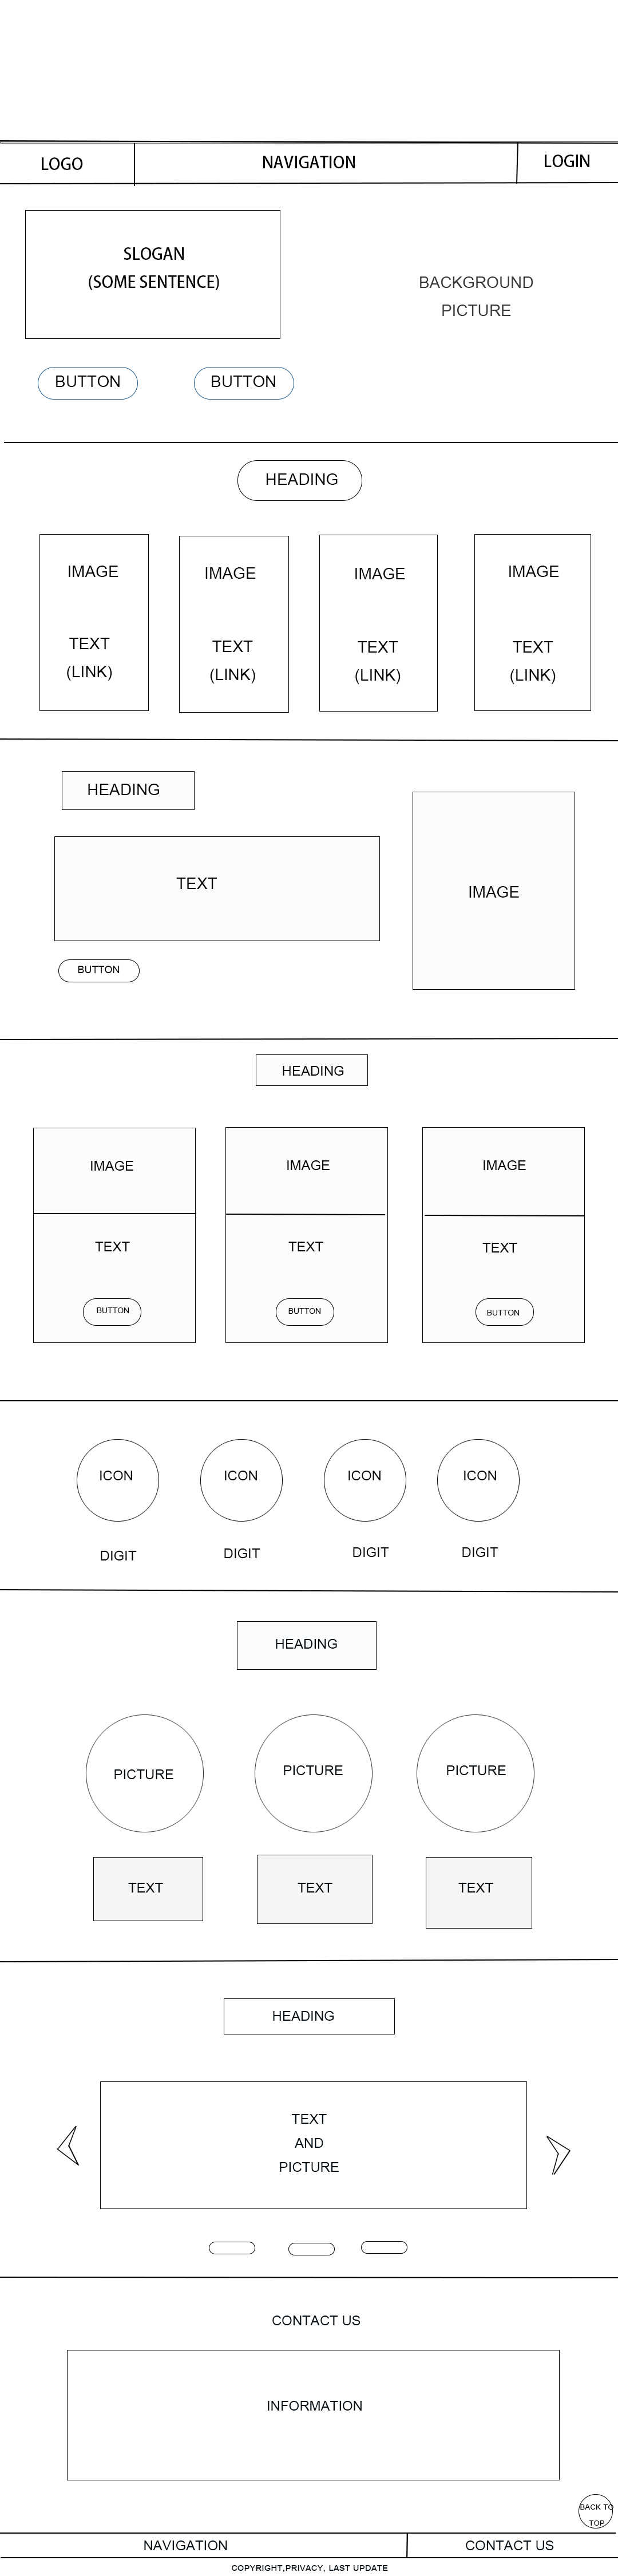 LOGO
NAVIGATION
LOGIN
SLOGAN
(SOME SENTENCE)
BACKGROUND
PICTURE
BUTTON
BUTTON
HEADING
IMAGE
TEXT
(LINK)
IMAGE
TEXT
(LINK)
IMAGE
TEXT
(LINK)
IMAGE
TEXT
(LINK)
HEADING
TEXT
BUTTON
IMAGE
HEADING
IMAGE
TEXT
BUTTON
IMAGE
TEXT
BUTTON
IMAGE
TEXT
BUTTON
ICON
DIGIT
ICON
DIGIT
ICON
DIGIT
ICON
DIGIT
HEADING
PICTURE
TEXT
PICTURE
TEXT
PICTURE
TEXT
HEADING
TEXT
AND
PICTURE
CONTACT US
INFORMATION
BACK TO
TOP
NAVIGATION
CONTACT US
COPYRIGHT,PRIVACY, LAST UPDATE